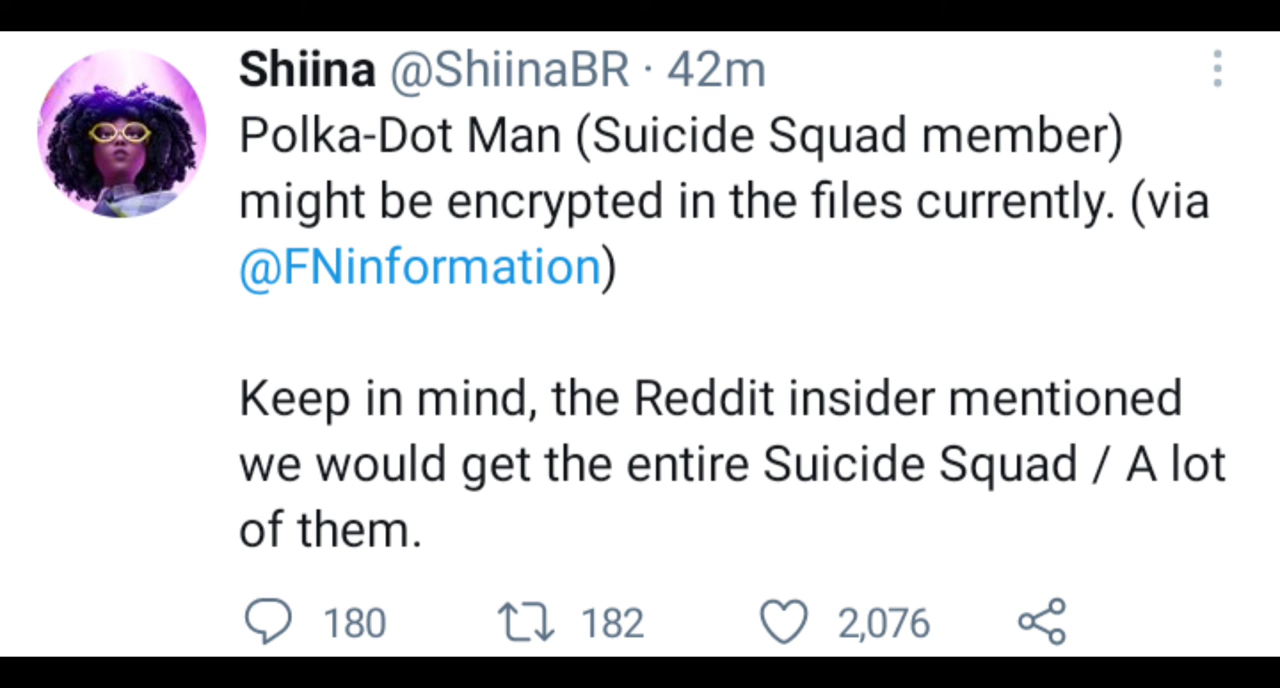 Shiina @ShiinaBR · 42m
Polka-Dot Man (Suicide Squad member)
might be encrypted in the files currently. (via
@FNinformation)
Keep in mind, the Reddit insider mentioned
we would get the entire Suicide Squad / A lot
of them.
180 182 2,076